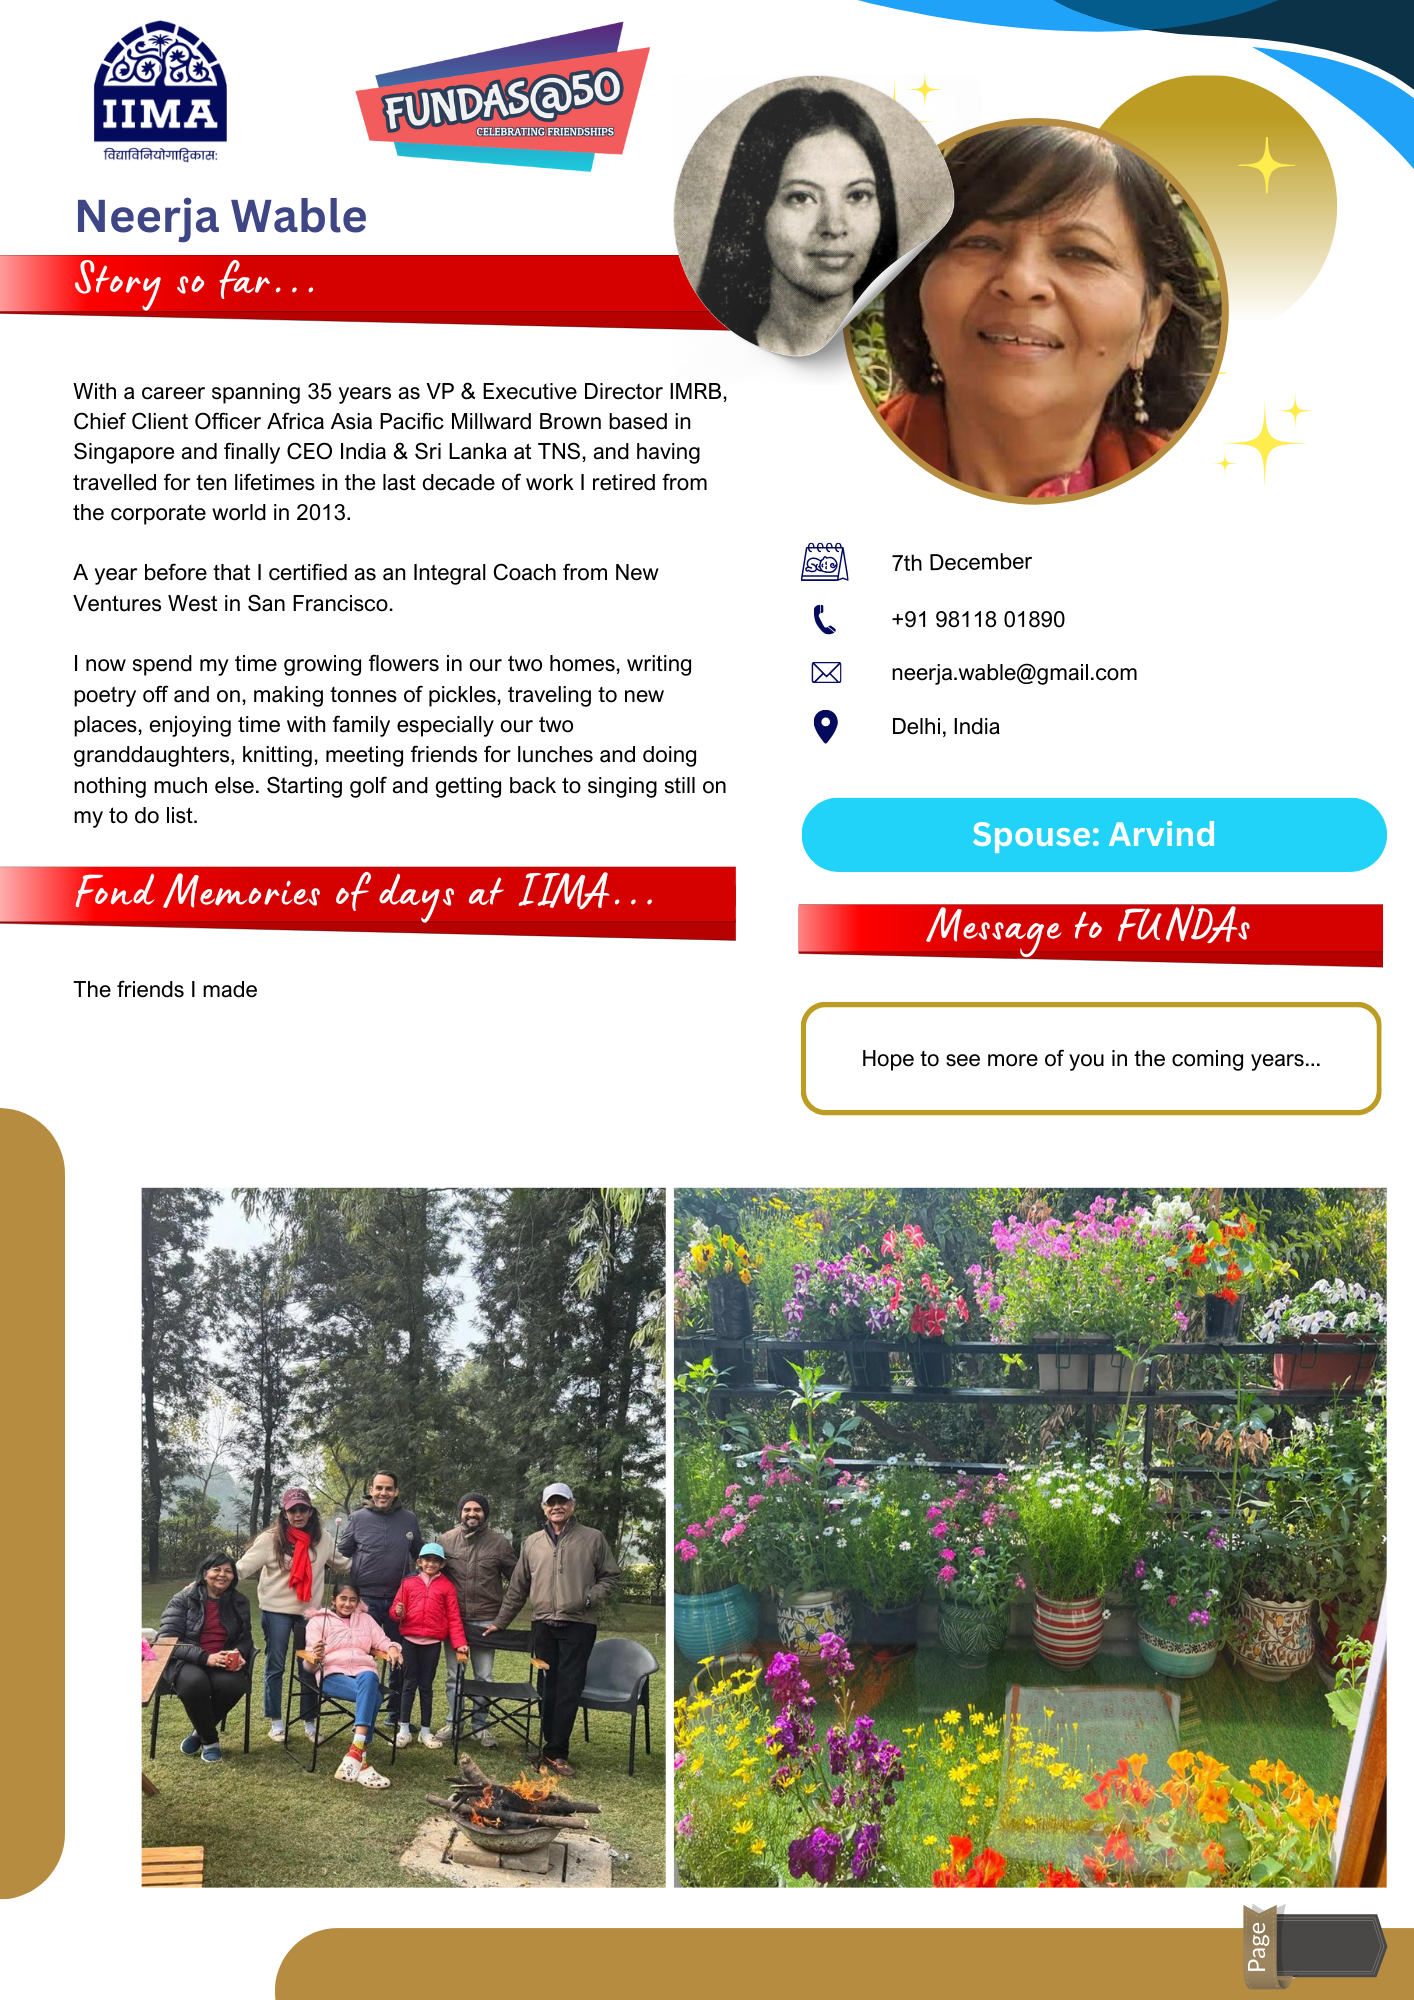 IIMA
विद्याविनियोगाद्विकास:
FUNDAS@50
CELEBRATING FRIENDSHIPS
Neerja Wable
Story so far...
With a career spanning 35 years as VP & Executive Director IMRB,
Chief Client Officer Africa Asia Pacific Millward Brown based in
Singapore and finally CEO India & Sri Lanka at TNS, and having
travelled for ten lifetimes in the last decade of work I retired from
the corporate world in 2013.
A year before that I certified as an Integral Coach from New
Ventures West in San Francisco.
I now spend my time growing flowers in our two homes, writing
poetry off and on, making tonnes of pickles, traveling to new
places, enjoying time with family especially our two
granddaughters, knitting, meeting friends for lunches and doing
nothing much else. Starting golf and getting back to singing still on
my to do list.
Fond Memories of days at IIMA...
The friends I made
7th December
+91 98118 01890
neerja.wable@gmail.com
Delhi, India
Spouse: Arvind
Message to FUNDAs
Hope to see more of you in the coming years...
Page